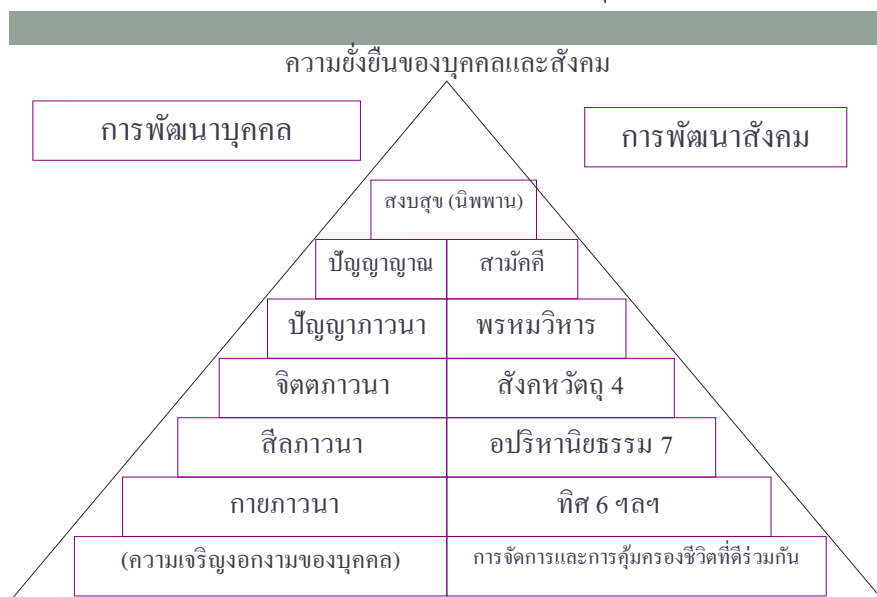 ความยั่งยืนของบุคคลและสังคม
การพัฒนาบุคคล
การพัฒนาสังคม
สงบสุข (นิพพาน)
ปัญญาญาณ
สามัคคี
ปัญญาภาวนา
พรหมวิหาร
จิตตภาวนา
สังคหวัตถุ 4
สีลภาวนา
อปริหานิยธรรม 7
กายภาวนา
ทิศ 6 ฯลฯ
(ความเจริญงอกงามของบุคคล)
การจัดการและการคุ้มครองชีวิตที่ดีร่วมกัน